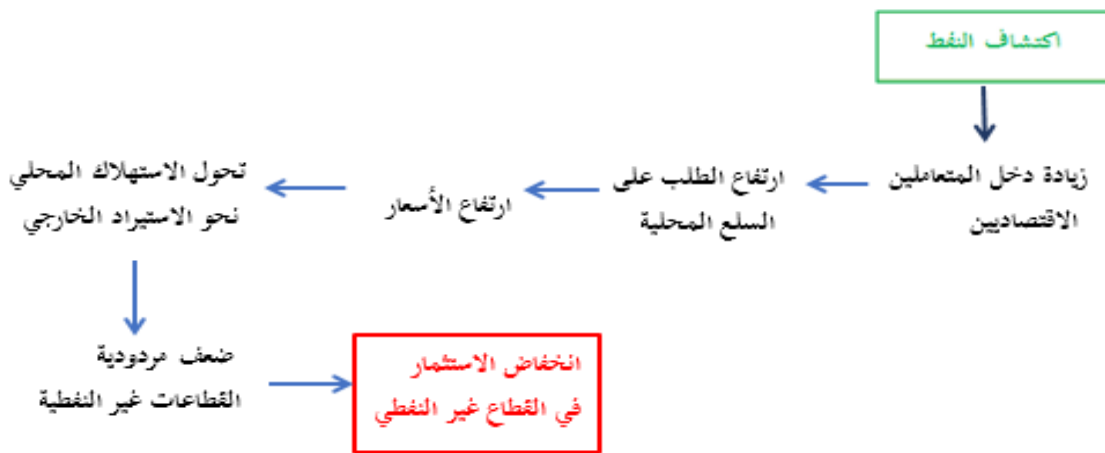 اكتشاف النفط
زيادة دخل المتعاملين
الاقتصاديين
ارتفاع الطلب على
السلع المحلية
ارتفاع الأسعار
تحول الاستهلاك المحلي
نحو الاستيراد الخارجي
ضعف مردودية
القطاعات غير النفطية
انخفاض الاستثمار
في القطاع غير النفطي